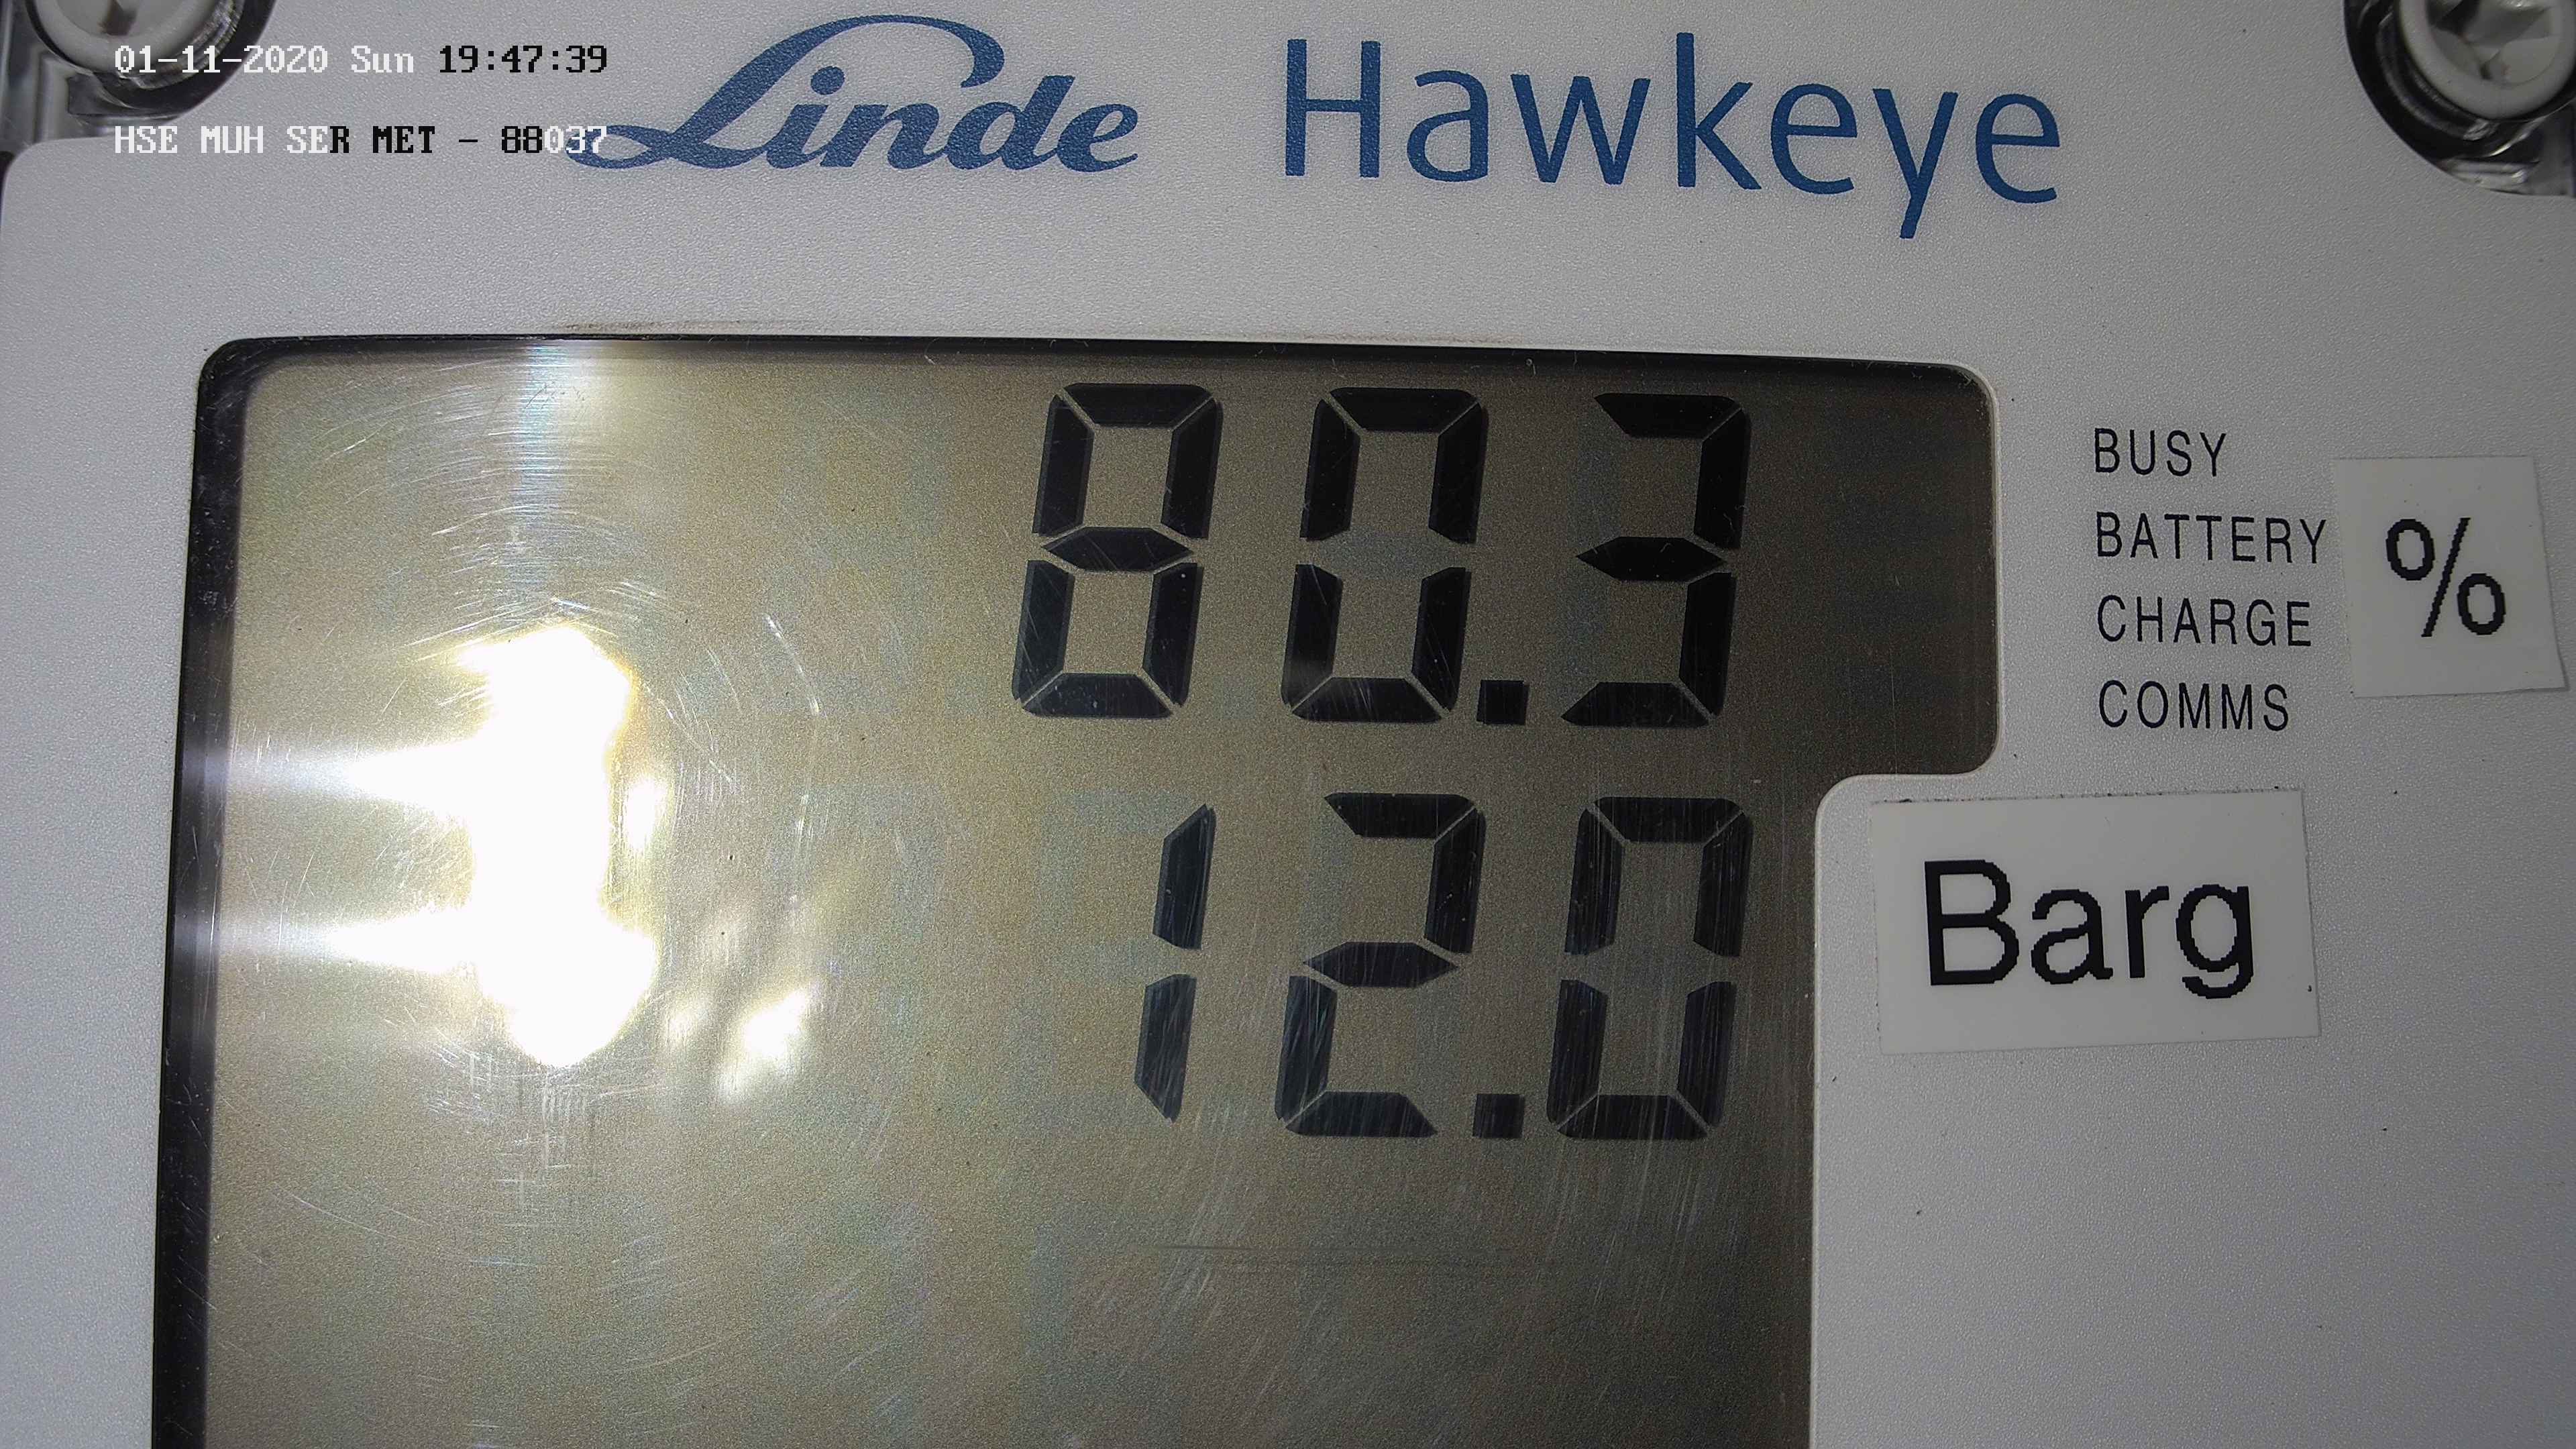 01-11-2020 Sun 19:47:39
HSE MUH SER MET - 88037
Linde Hawkeye
80.3
BUSY
BATTERY
CHARGE
COMMS
%
12.0
Barg